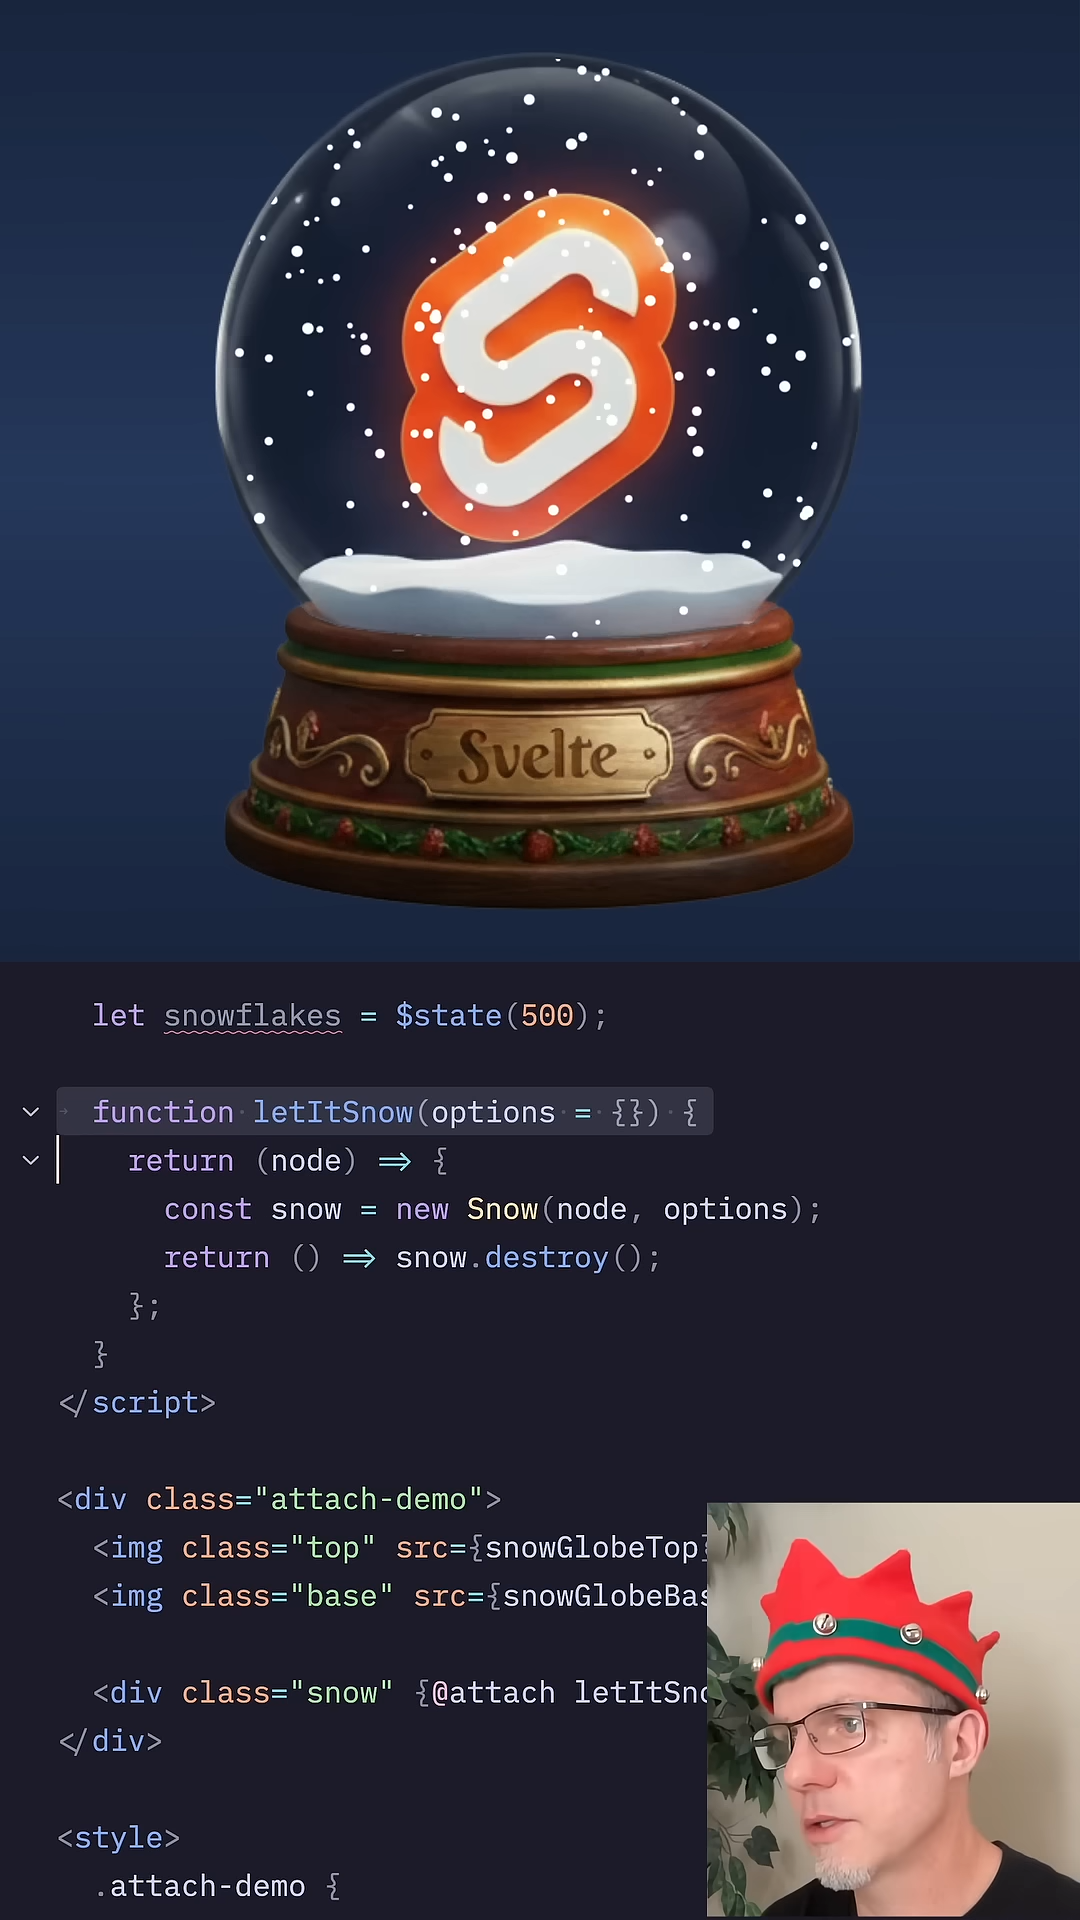 Svelte
let snowflakes = $state(500);
function letItSnow(options = {}) {
return (node) => {
const snow = new Snow(node, options);
return () => snow.destroy();
};
}
</script>
<div class="attach-demo">
<img class="top" src={snowGlobeTop}
<img class="base" src={snowGlobeBas
<div class="snow" {@attach letItSno
</div>
<style>
.attach-demo {